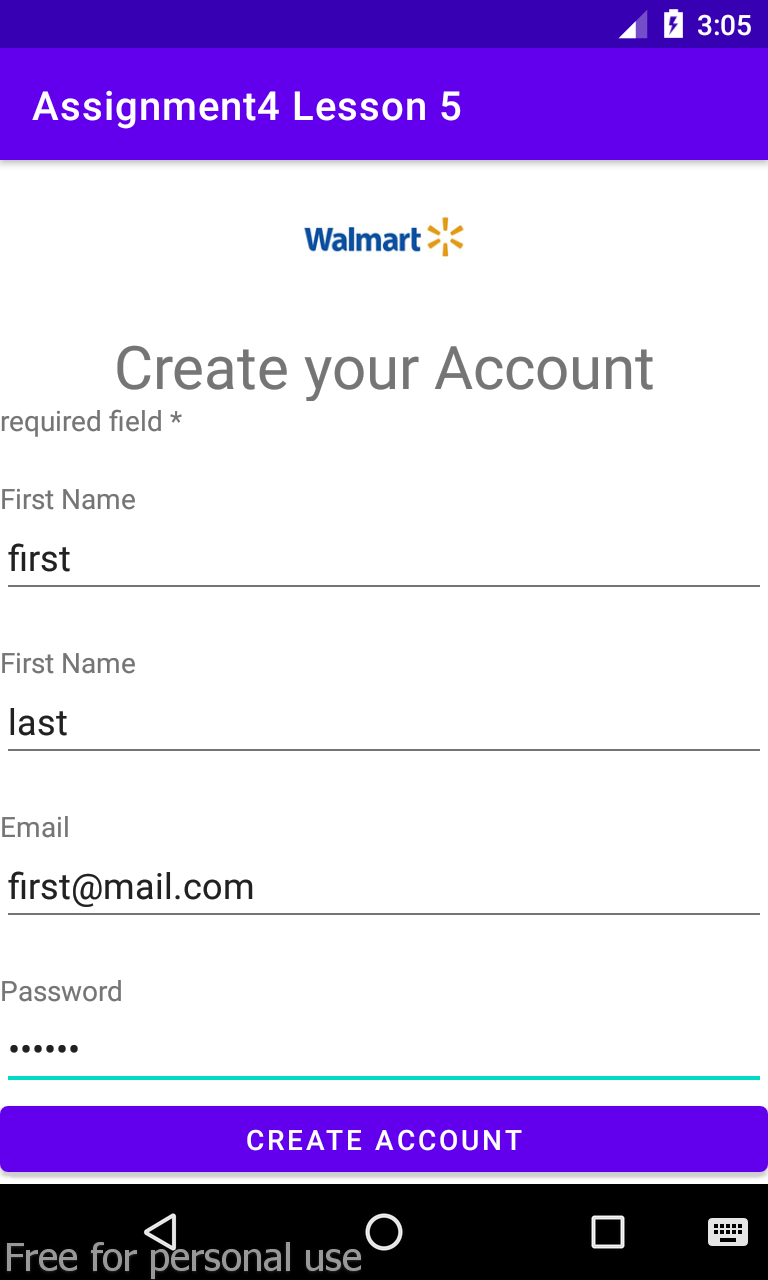 3:05
Assignment4 Lesson 5
Walmart
Create your Account
required field *
First Name
first
First Name
last
Email
first@mail.com
Password
••••••
CREATE ACCOUNT
Free for personal use